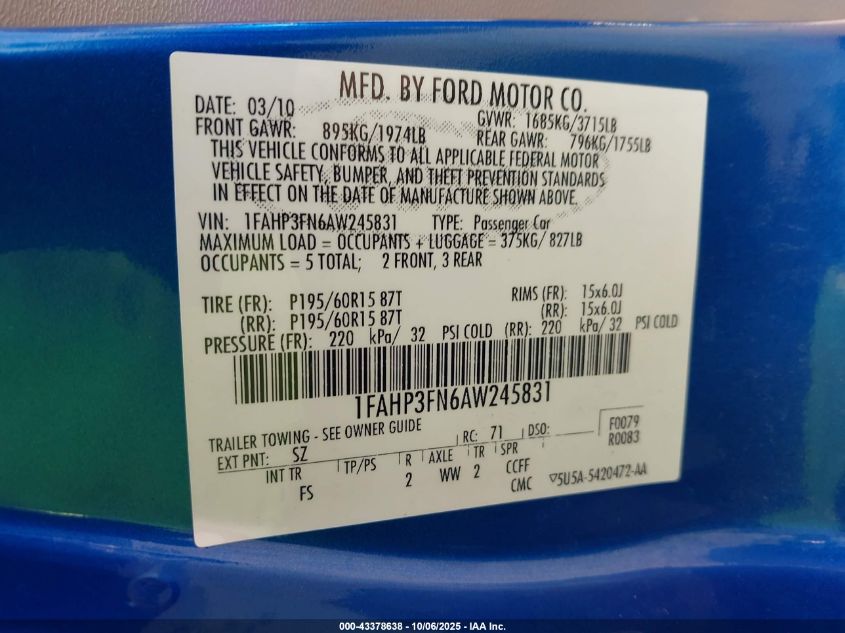 MFD. BY FORD MOTOR CO.
DATE: 03/10 GVWR: 1685KG/3715LB
FRONT GAWR: 895KG/1974LB REAR GAWR: 796KG/1755LB
THIS VEHICLE CONFORMS TO ALL APPLICABLE FEDERAL MOTOR
VEHICLE SAFETY, BUMPER, AND THEFT PREVENTION STANDARDS
IN EFFECT ON THE DATE OF MANUFACTURE SHOWN ABOVE.
VIN: 1FAHP3FN6AW245831 TYPE: Passenger Car
MAXIMUM LOAD = OCCUPANTS + LUGGAGE = 375KG/ 827LB
OCCUPANTS = 5 TOTAL; 2 FRONT, 3 REAR
TIRE (FR): P195/60R15 87T RIMS (FR): 15x6.0J
(RR): P195/60R15 87T (RR): 15x6.0J
PRESSURE (FR): 220 kPa/ 32 PSI COLD (RR): 220 kPa/ 32 PSI COLD
1FAHP3FN6AW245831
TRAILER TOWING - SEE OWNER GUIDE
EXT PNT: SZ RC: 71 DSO: F0079
R0083
INT TR TP/PS R AXLE TR SPR
FS 2 WW 2 CCFF
CMC ▽5U5A-5420472-AA
000-43378638 - 10/06/2025 - IAA Inc.